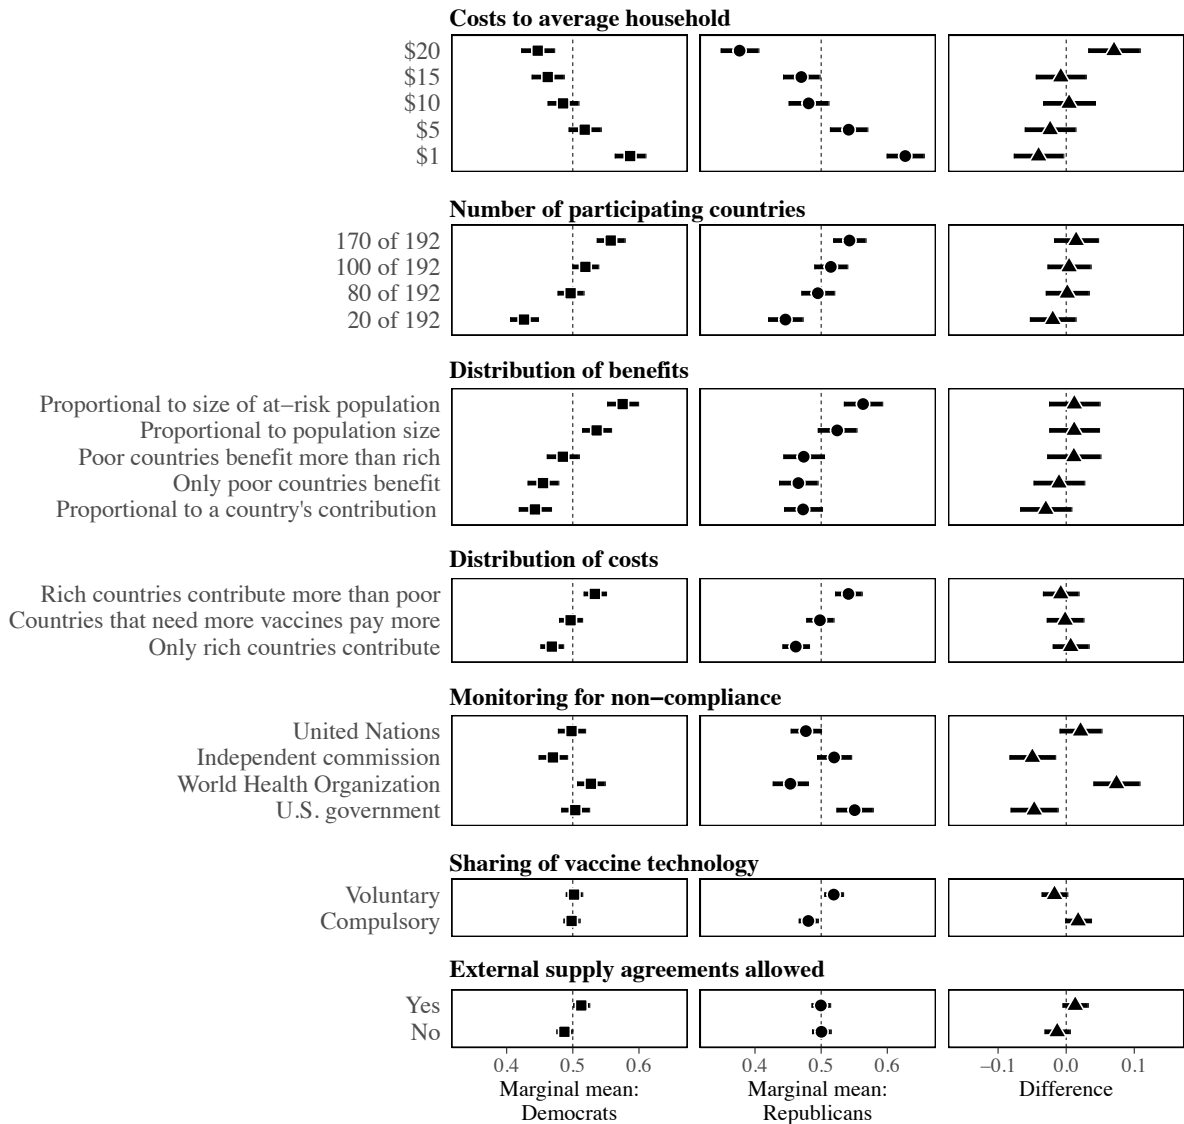 Costs to average household
$20
$15
$10
$5
$1
Number of participating countries
170 of 192
100 of 192
80 of 192
20 of 192
Distribution of benefits
Proportional to size of at−risk population
Proportional to population size
Poor countries benefit more than rich
Only poor countries benefit
Proportional to a country's contribution
Distribution of costs
Rich countries contribute more than poor
Countries that need more vaccines pay more
Only rich countries contribute
Monitoring for non−compliance
United Nations
Independent commission
World Health Organization
U.S. government
Sharing of vaccine technology
Voluntary
Compulsory
External supply agreements allowed
Yes
No
0.4 0.5 0.6 0.4 0.5 0.6 −0.1 0.0 0.1
Marginal mean: Marginal mean: Difference
Democrats Republicans